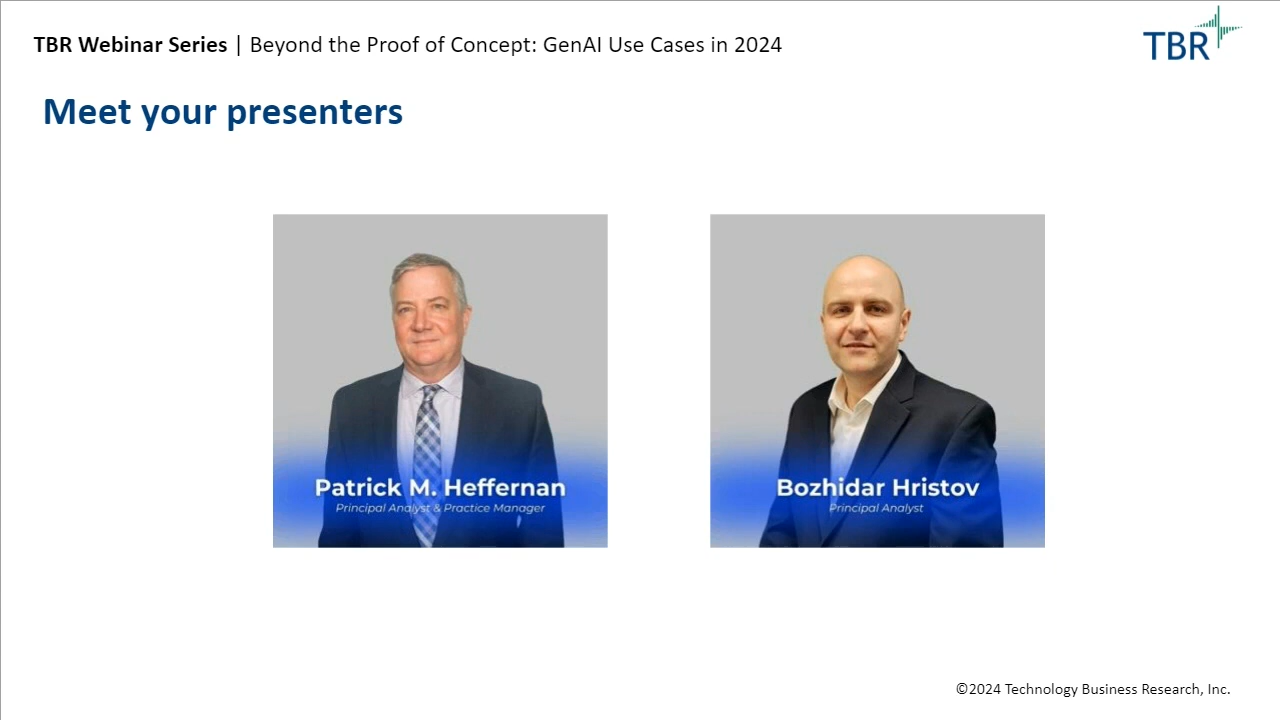 TBR Webinar Series | Beyond the Proof of Concept: GenAI Use Cases in 2024
TBR
Meet your presenters
Patrick M. Heffernan
Principal Analyst & Practice Manager
Bozhidar Hristov
Principal Analyst
©2024 Technology Business Research, Inc.